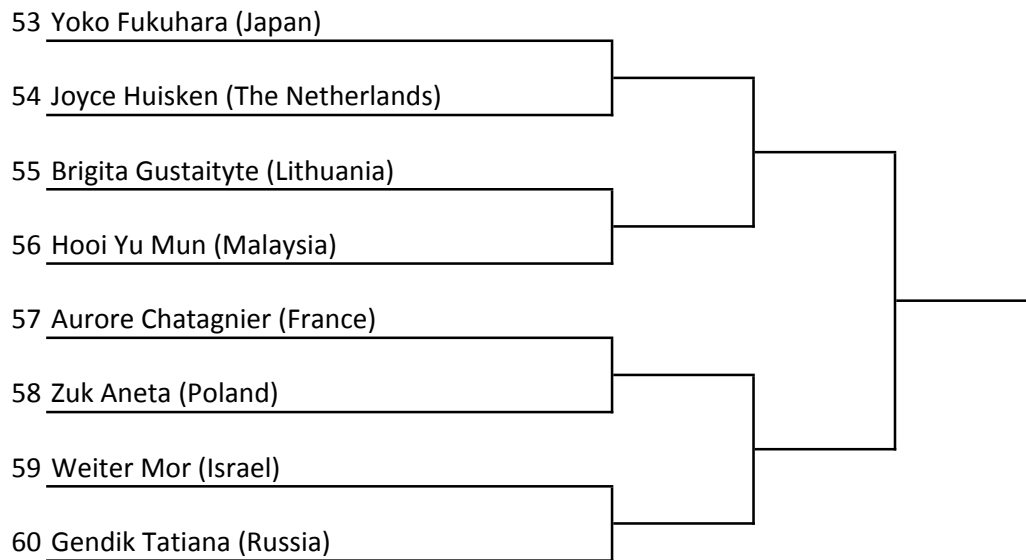 53 Yoko Fukuhara (Japan)
54 Joyce Huisken (The Netherlands)
55 Brigita Gustaityte (Lithuania)
56 Hooi Yu Mun (Malaysia)
57 Aurore Chatagnier (France)
58 Zuk Aneta (Poland)
59 Weiter Mor (Israel)
60 Gendik Tatiana (Russia)